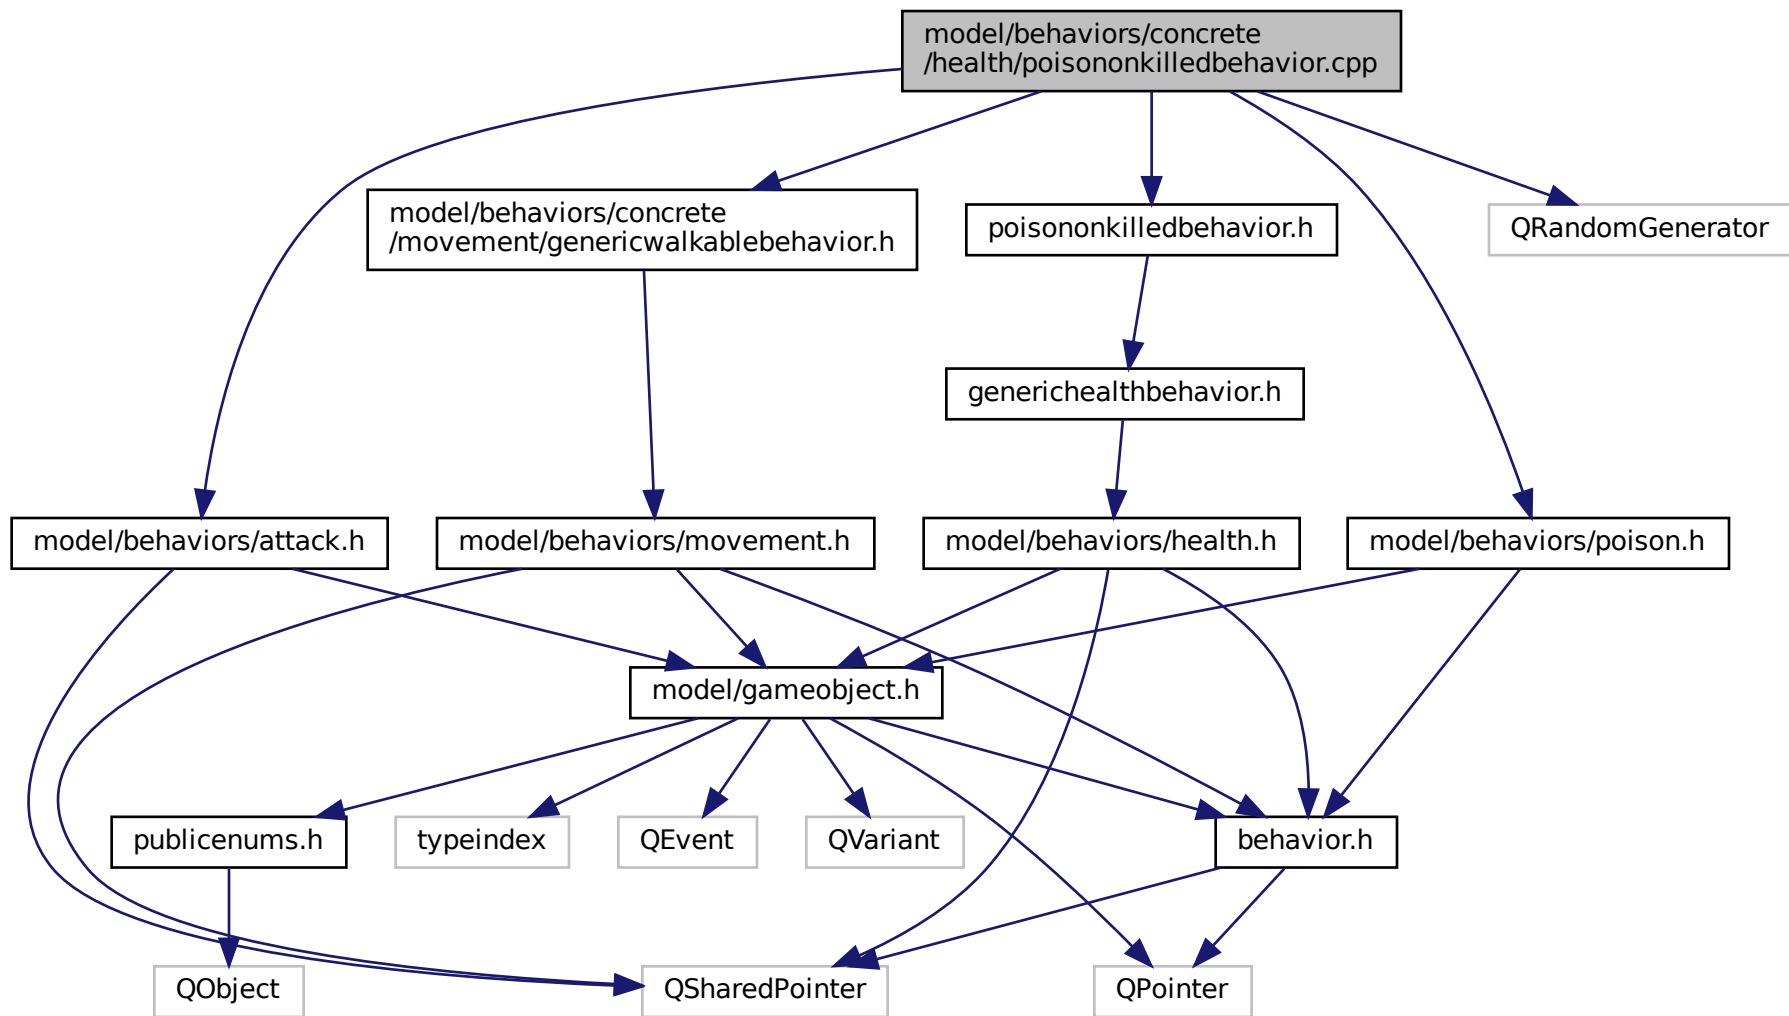 model/behaviors/concrete
/health/poisononkilledbehavior.cpp
model/behaviors/concrete
/movement/genericwalkablebehavior.h
poisononkilledbehavior.h
QRandomGenerator
generichealthbehavior.h
model/behaviors/attack.h
model/behaviors/movement.h
model/behaviors/health.h
model/behaviors/poison.h
model/gameobject.h
publicenums.h
typeindex
QEvent
QVariant
behavior.h
QObject
QSharedPointer
QPointer